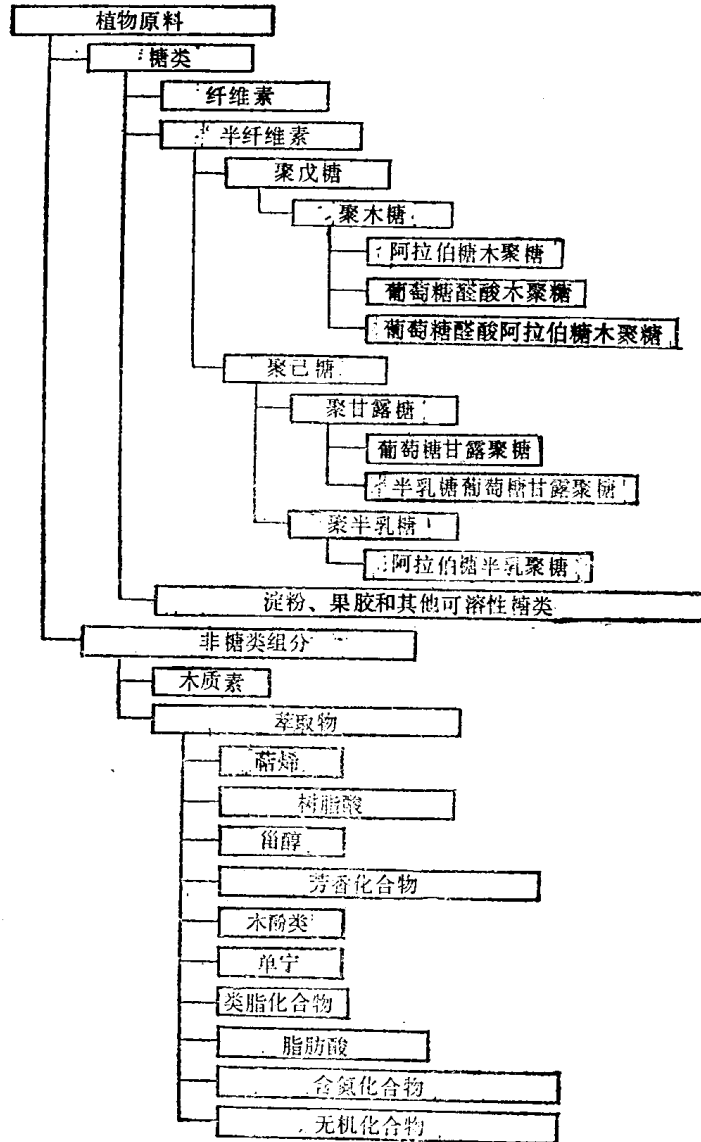 植物原料
糖类
纤维素
半纤维素
聚戊糖
聚木糖
阿拉伯糖木聚糖
葡萄糖醛酸木聚糖
葡萄糖醛酸阿拉伯糖木聚糖
聚己糖
聚甘露糖
葡萄糖甘露聚糖
半乳糖葡萄糖甘露聚糖
聚半乳糖
阿拉伯糖半乳聚糖
淀粉、果胶和其他可溶性糖类
非糖类组分
木质素
萃取物
萜烯
树脂酸
甾醇
芳香化合物
木酚类
单宁
类脂化合物
脂肪酸
含氮化合物
无机化合物